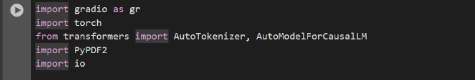 import gradio as gr
import torch
from transformers import AutoTokenizer, AutoModelForCausalLM
import PyPDF2
import io